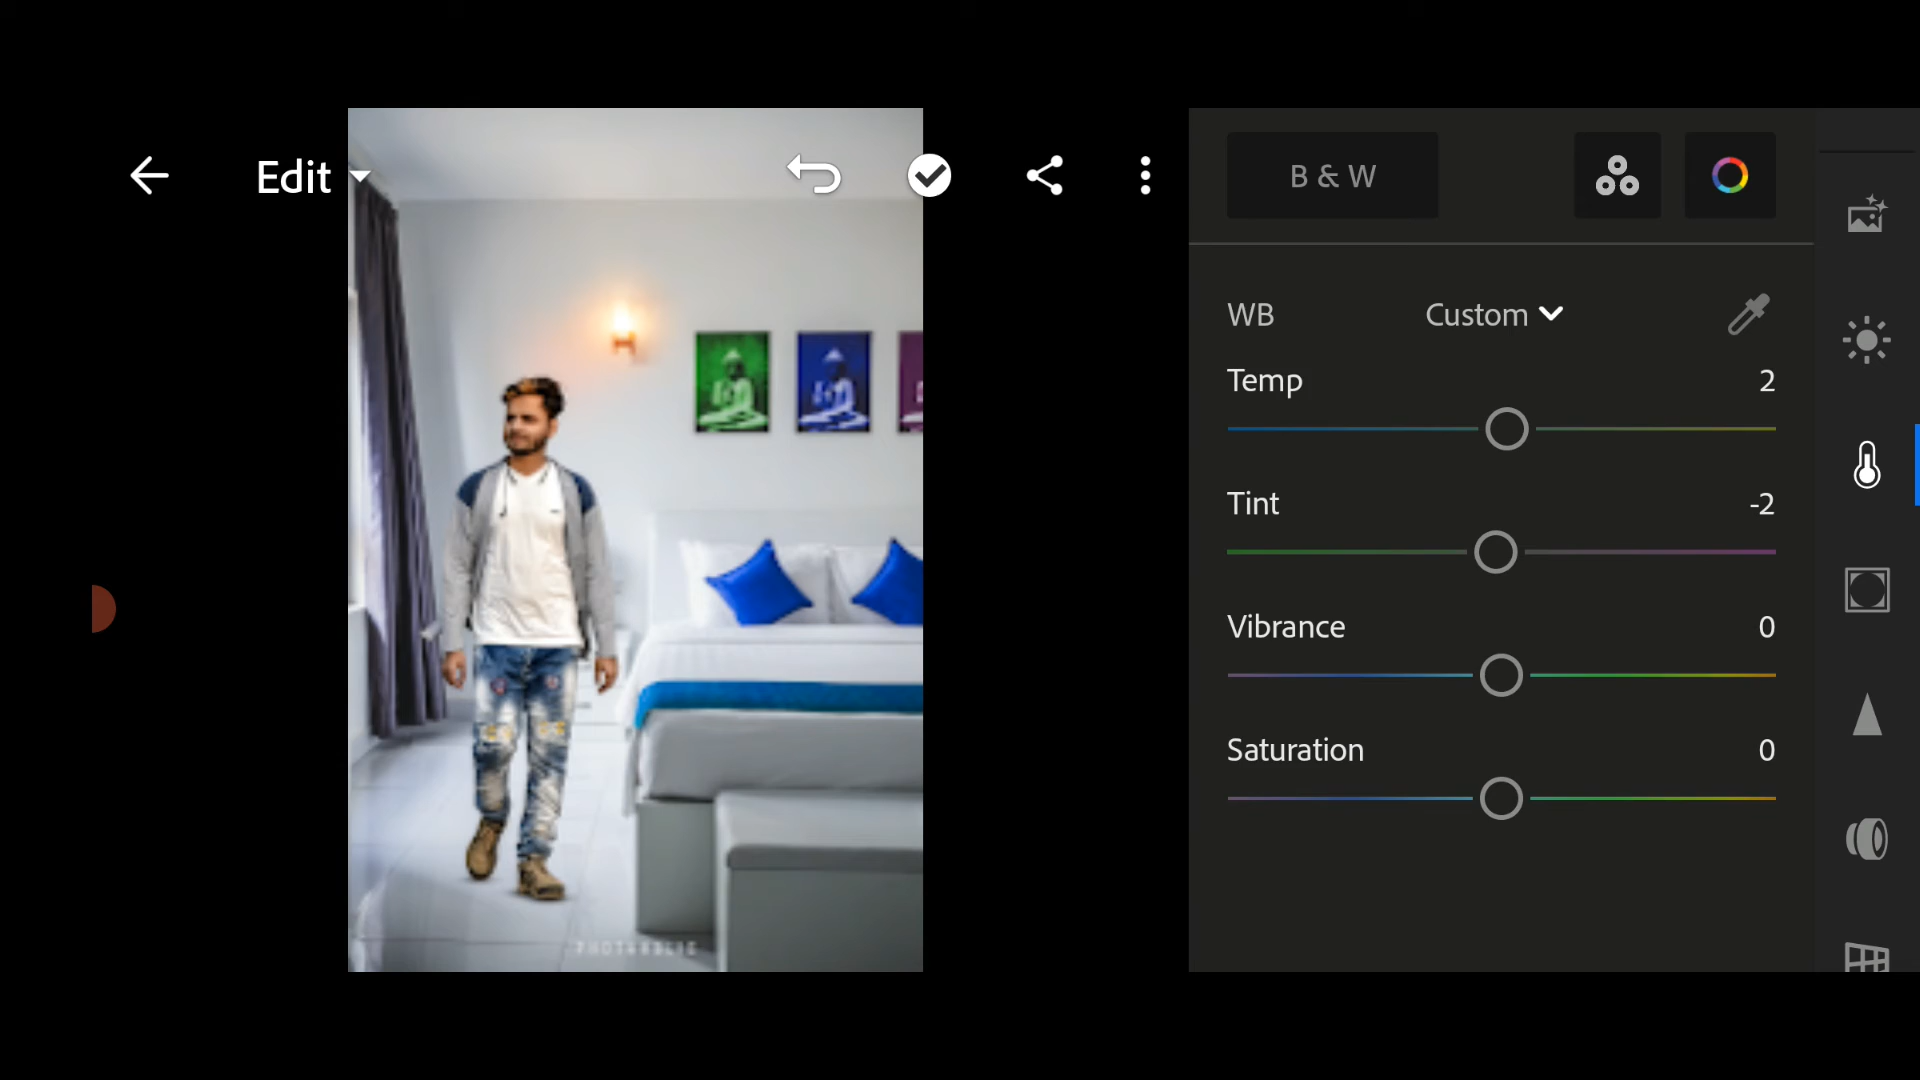 Edit
B & W
WB Custom
Temp 2
Tint -2
Vibrance 0
Saturation 0